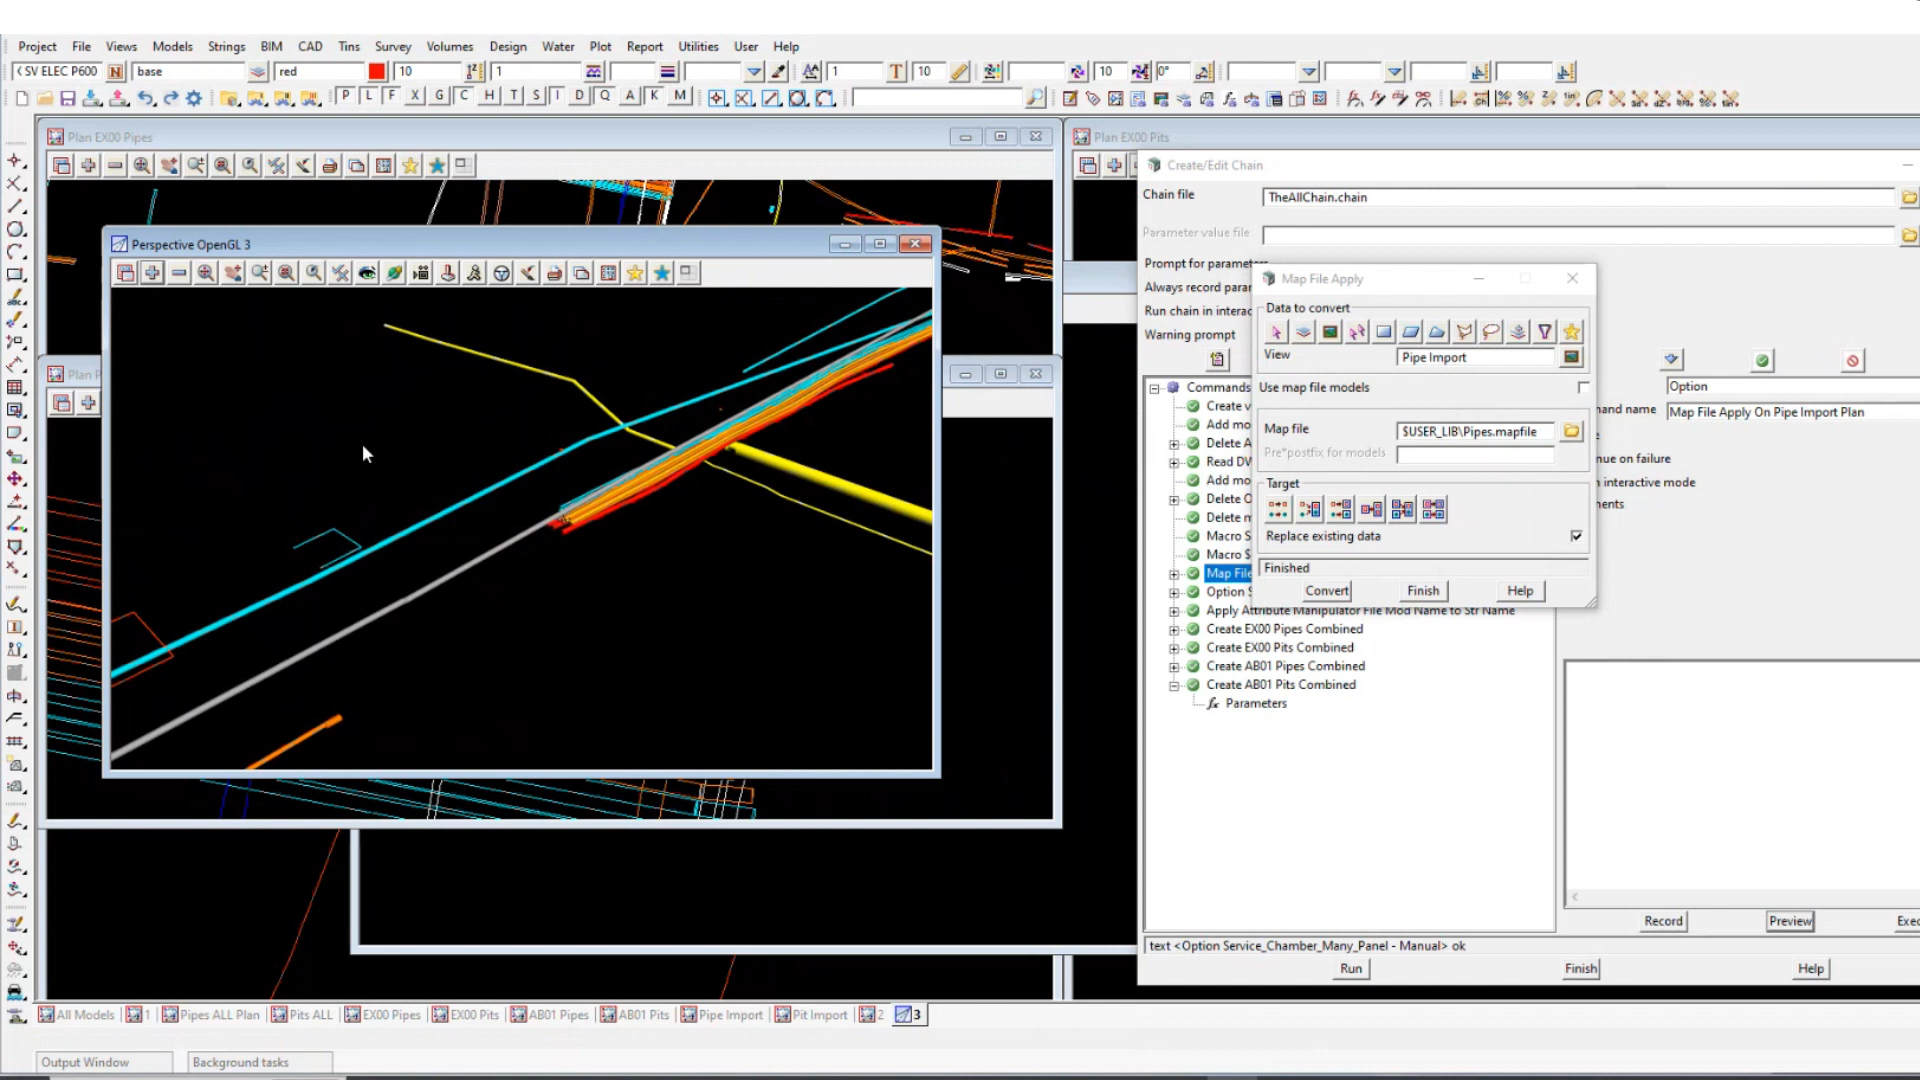 Project File Views Models Strings BIM CAD Tins Survey Volumes Design Water Plot Report Utilities User Help
SV ELEC P600 N base red 10 1 1 T 10 10 0°
P L F X G C H T S I D Q A K M
Plan EX00 Pipes
Plan EX00 Pits
Create/Edit Chain
Chain file TheAllChain.chain
Parameter value file
Perspective OpenGL 3
Prompt for parameter
Map File Apply
Always record para
Data to convert
Run chain in interac
Warning prompt
View Pipe Import
Plan P
Use map file models
Commands
Option
Create v
and name Map File Apply On Pipe Import Plan
Add mo
Map file $USER_LIB\Pipes.mapfile
Delete A
Pre*postfix for models
nue on failure
Read DV
Add mo
Target
n interactive mode
Delete O
nents
Delete m
Macro S
Replace existing data
Macro S
Map File
Finished
Option S
Convert Finish Help
Apply Attribute Manipulator File Mod Name to Str Name
Create EX00 Pipes Combined
Create EX00 Pits Combined
Create AB01 Pipes Combined
Create AB01 Pits Combined
fx Parameters
Record Preview Exec
text <Option Service_Chamber_Many_Panel - Manual> ok
Run Finish Help
All Models 1 Pipes ALL Plan Pits ALL EX00 Pipes EX00 Pits AB01 Pipes AB01 Pits Pipe Import Pit Import 2 3
Output Window Background tasks